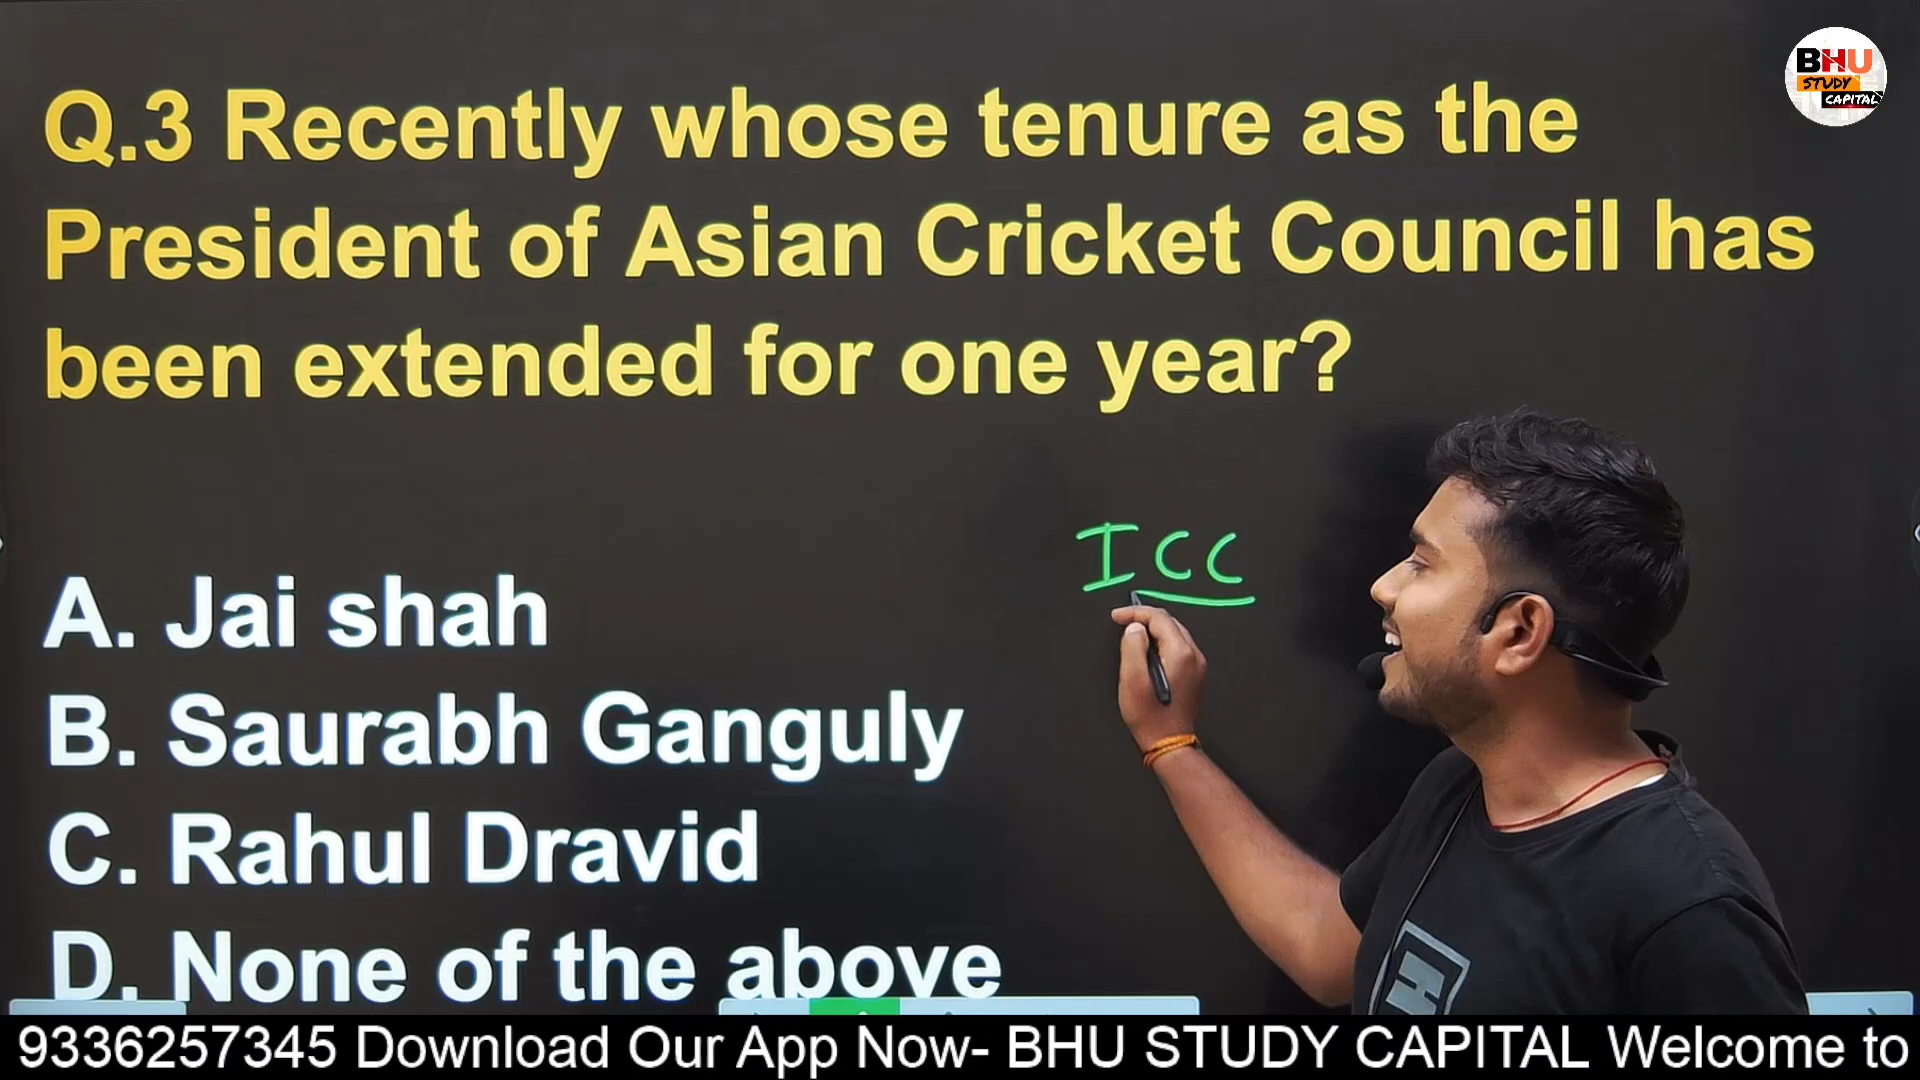 BHU
STUDY
CAPITAL
Q.3 Recently whose tenure as the
President of Asian Cricket Council has
been extended for one year?
ICC
A. Jai shah
B. Saurabh Ganguly
C. Rahul Dravid
D. None of the above
9336257345 Download Our App Now- BHU STUDY CAPITAL Welcome to